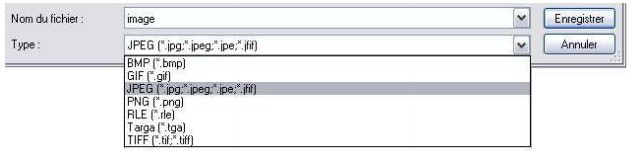 Nom du fichier : image Enregistrer
Type : JPEG (*.jpg;*.jpeg;*.jpe;*.jfif) Annuler
BMP (*.bmp)
GIF (*.gif)
JPEG (*.jpg;*.jpeg;*.jpe;*.jfif)
PNG (*.png)
RLE (*.rle)
Targa (*.tga)
TIFF (*.tif;*.tiff)